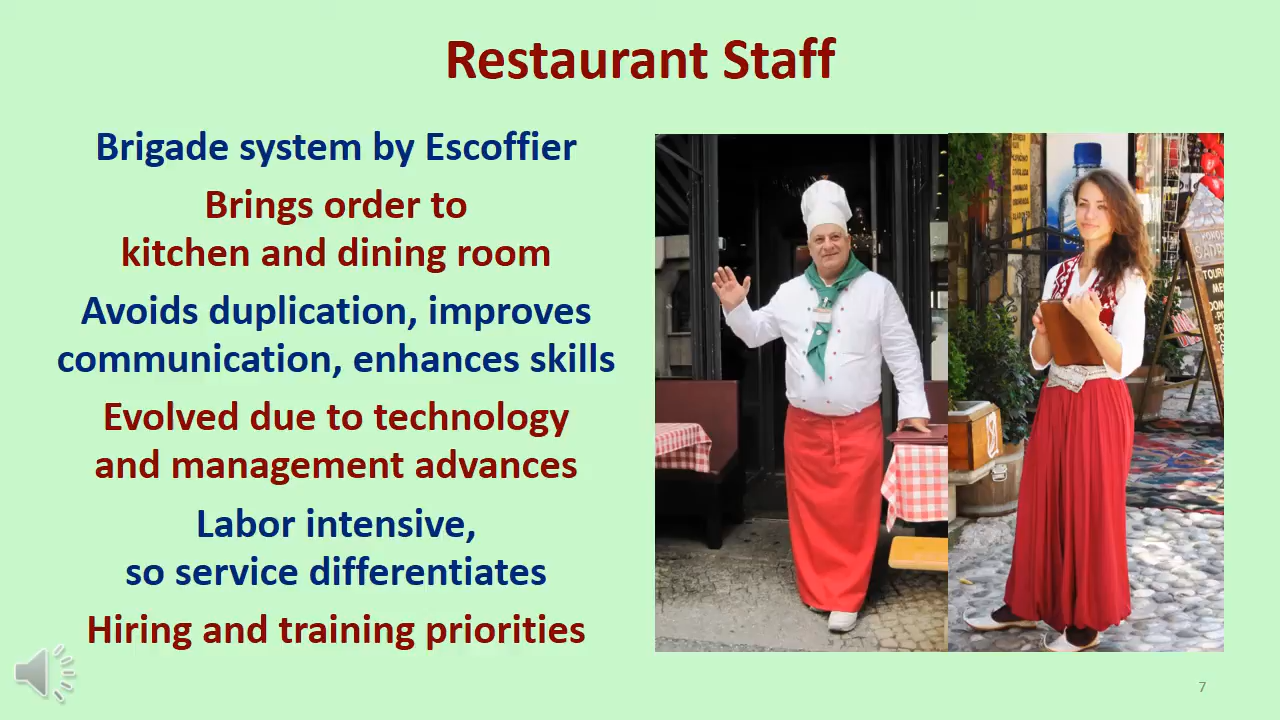 Restaurant Staff
Brigade system by Escoffier
Brings order to
kitchen and dining room
Avoids duplication, improves
communication, enhances skills
Evolved due to technology
and management advances
Labor intensive,
so service differentiates
Hiring and training priorities
7